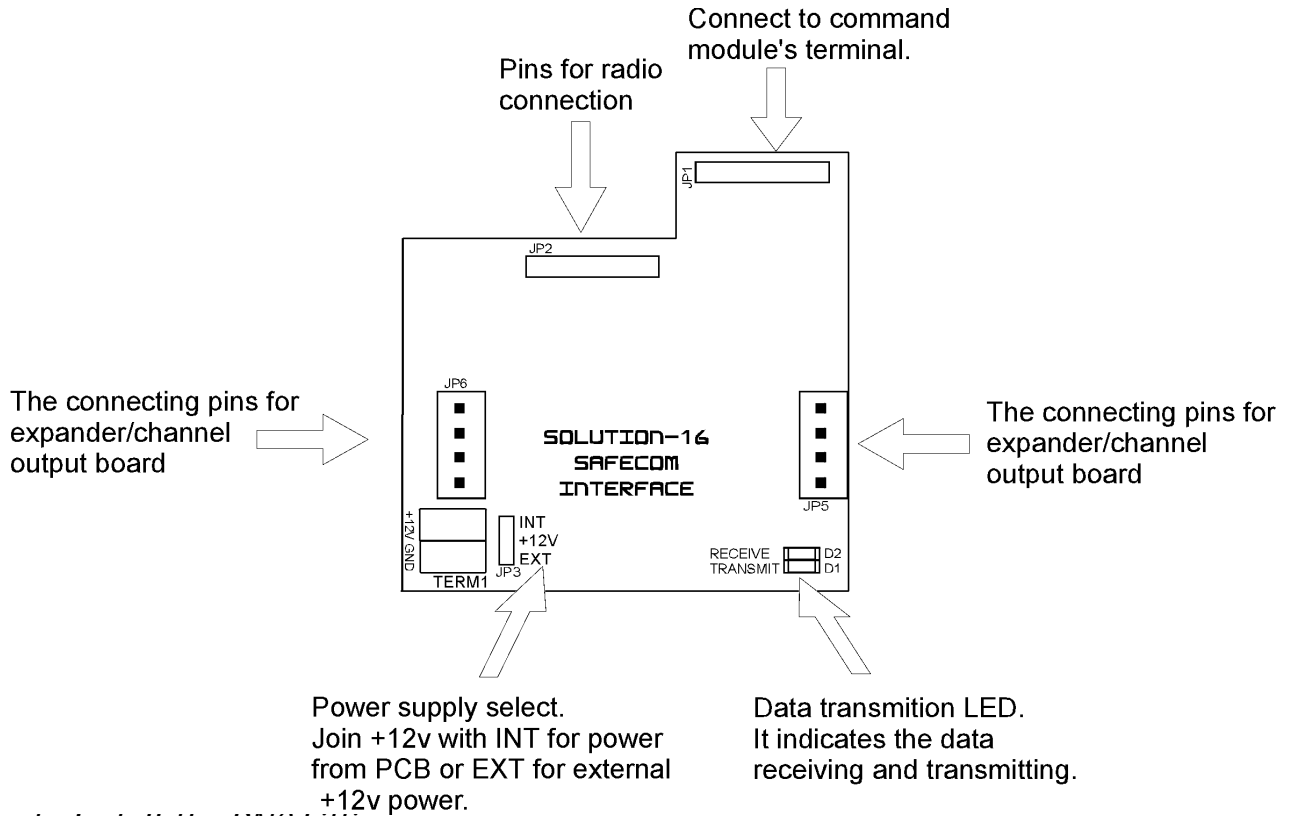 Connect to command
module's terminal.
Pins for radio
connection
JP1
JP2
The connecting pins for
expander/channel
output board
JP6
SOLUTION-16
SAFECOM
INTERFACE
The connecting pins for
expander/channel
output board
JP5
+12V GND
TERM1
INT
+12V
EXT
JP3
RECEIVE D2
TRANSMIT D1
Power supply select.
Join +12v with INT for power
from PCB or EXT for external
+12v power.
Data transmition LED.
It indicates the data
receiving and transmitting.